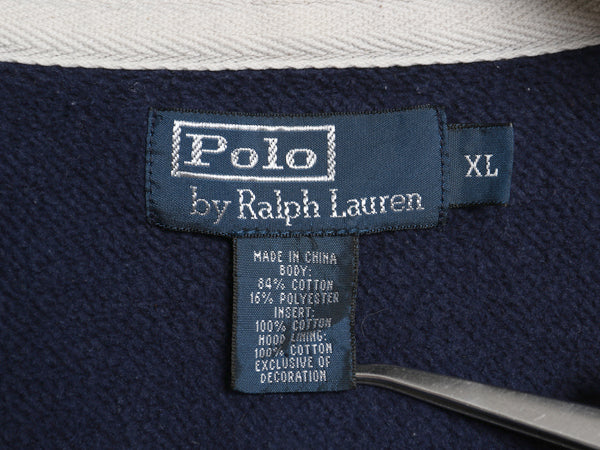 Polo
by Ralph Lauren
XL
MADE IN CHINA
BODY:
84% COTTON
16% POLYESTER
INSERT:
100% COTTON
HOOD LINING:
100% COTTON
EXCLUSIVE OF
DECORATION